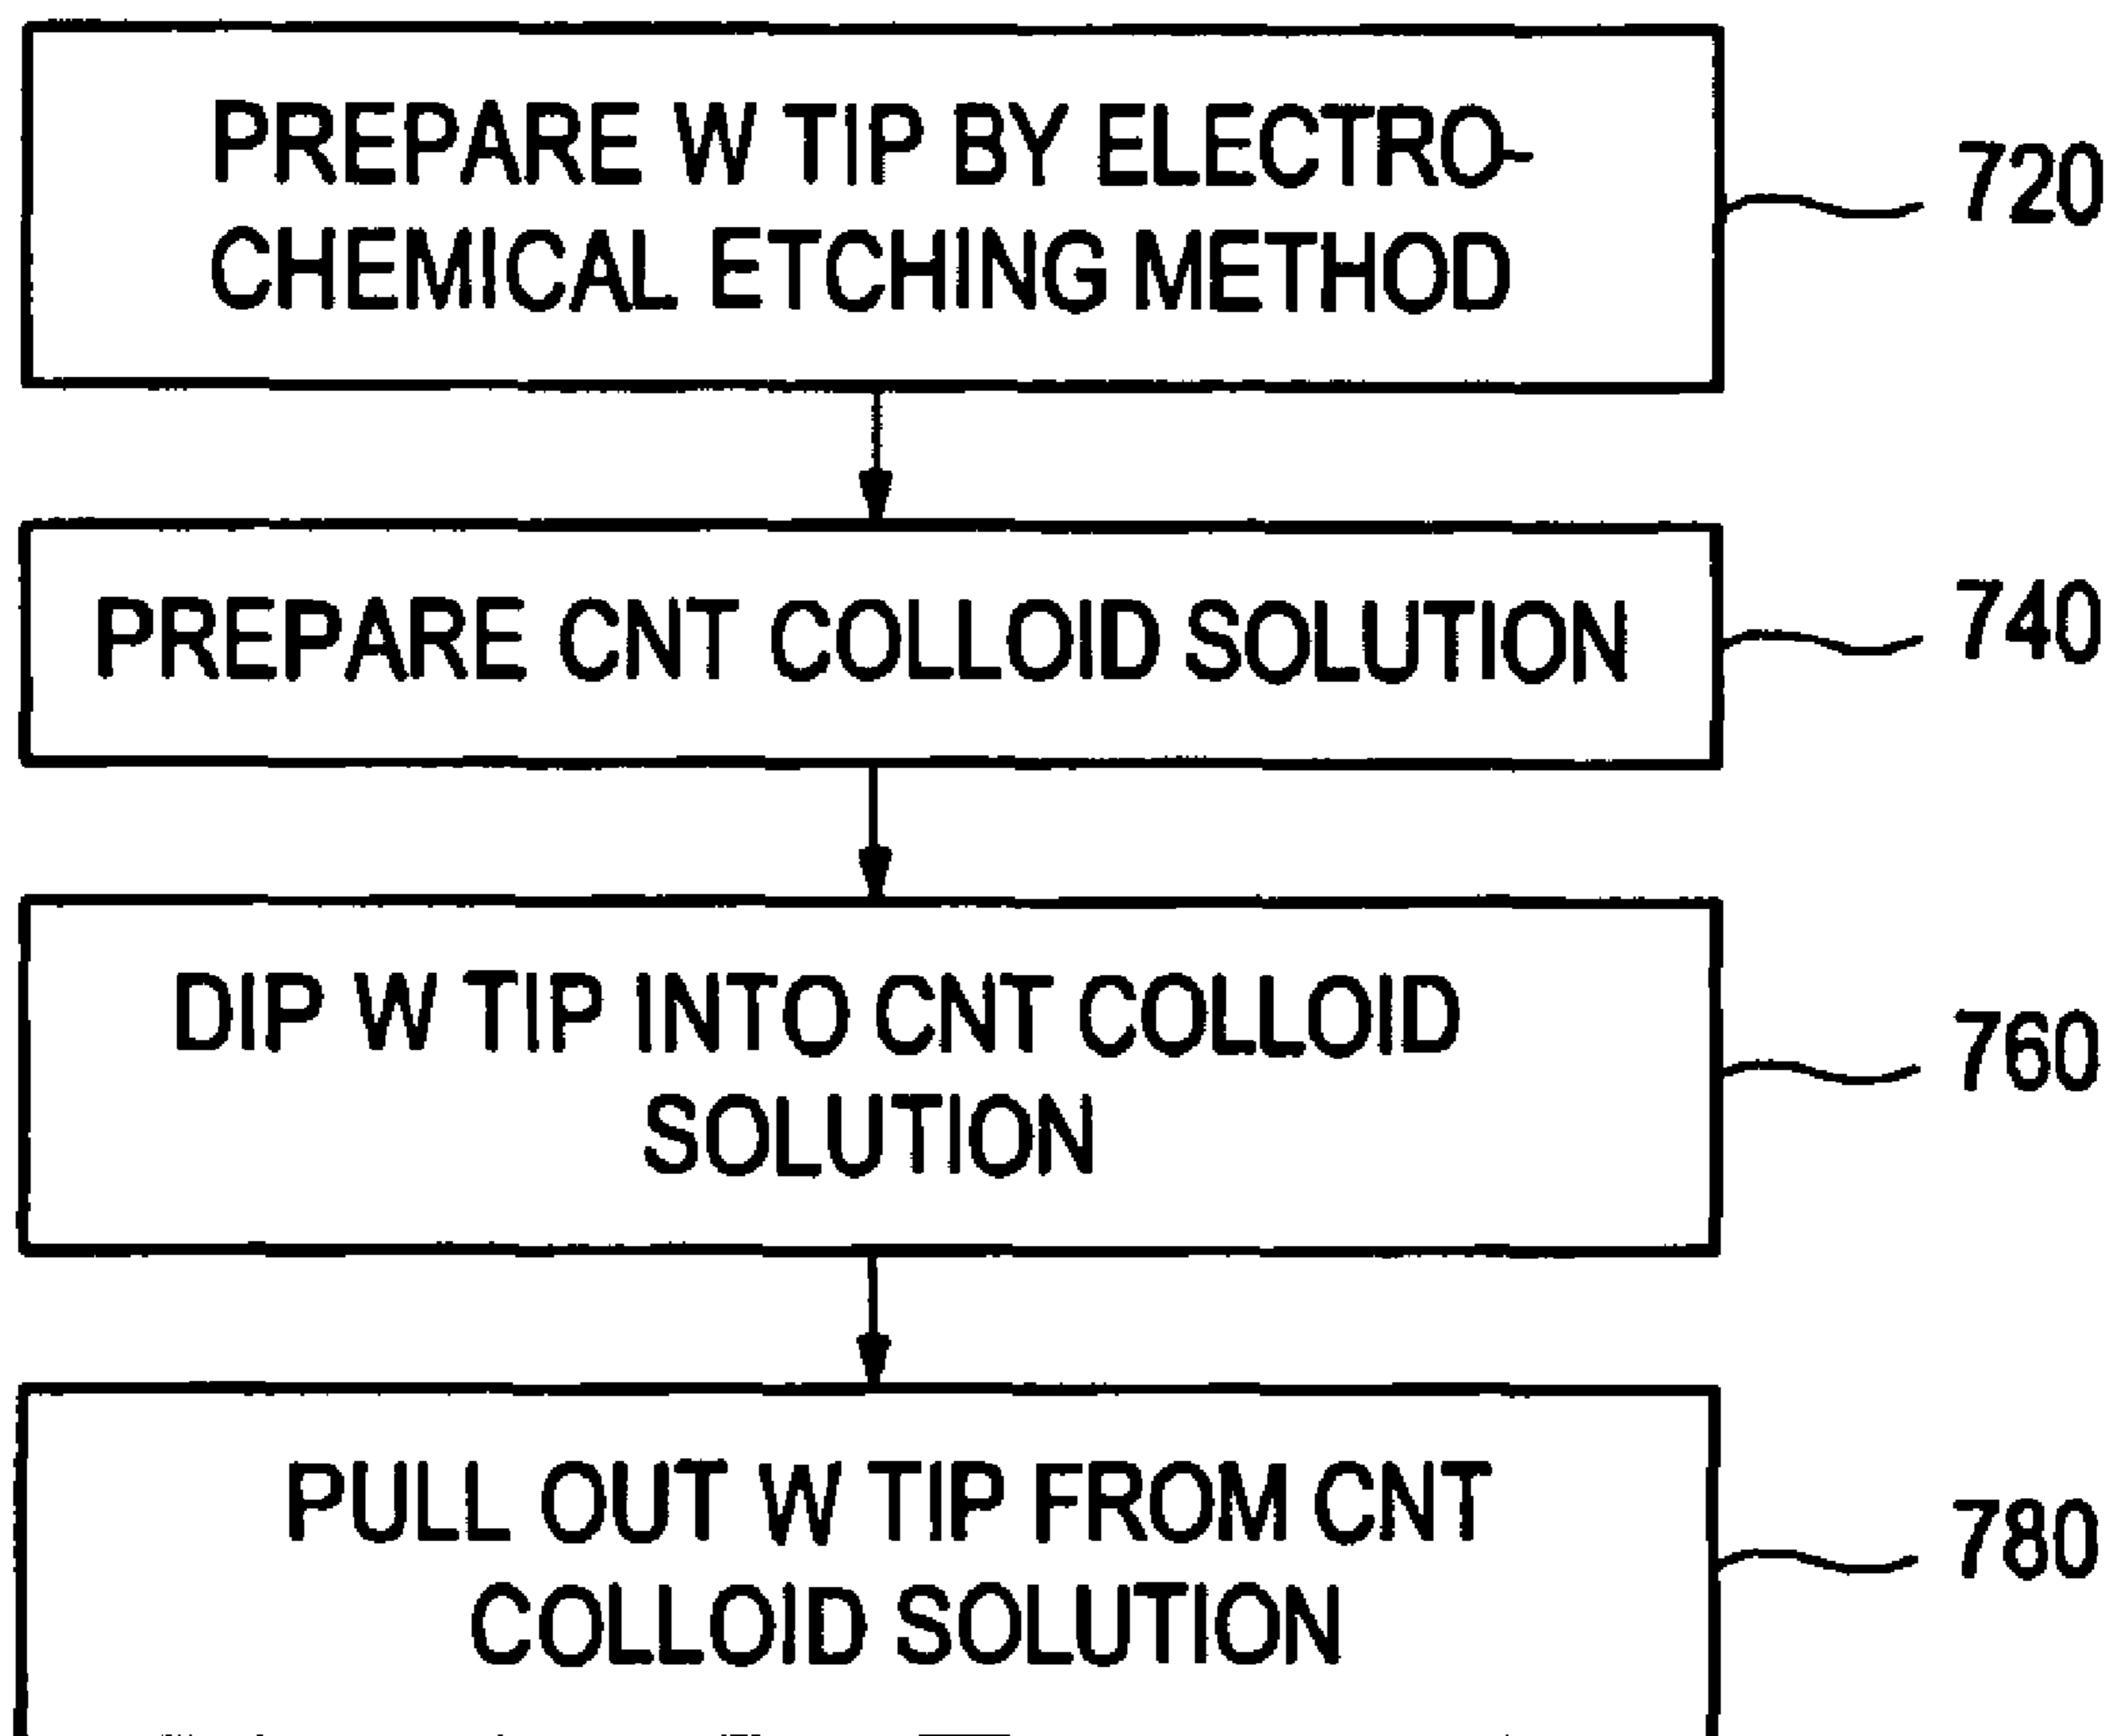 PREPARE W TIP BY ELECTRO-
CHEMICAL ETCHING METHOD
720
PREPARE CNT COLLOID SOLUTION
740
DIP W TIP INTO CNT COLLOID
SOLUTION
760
PULL OUT W TIP FROM CNT
COLLOID SOLUTION
780